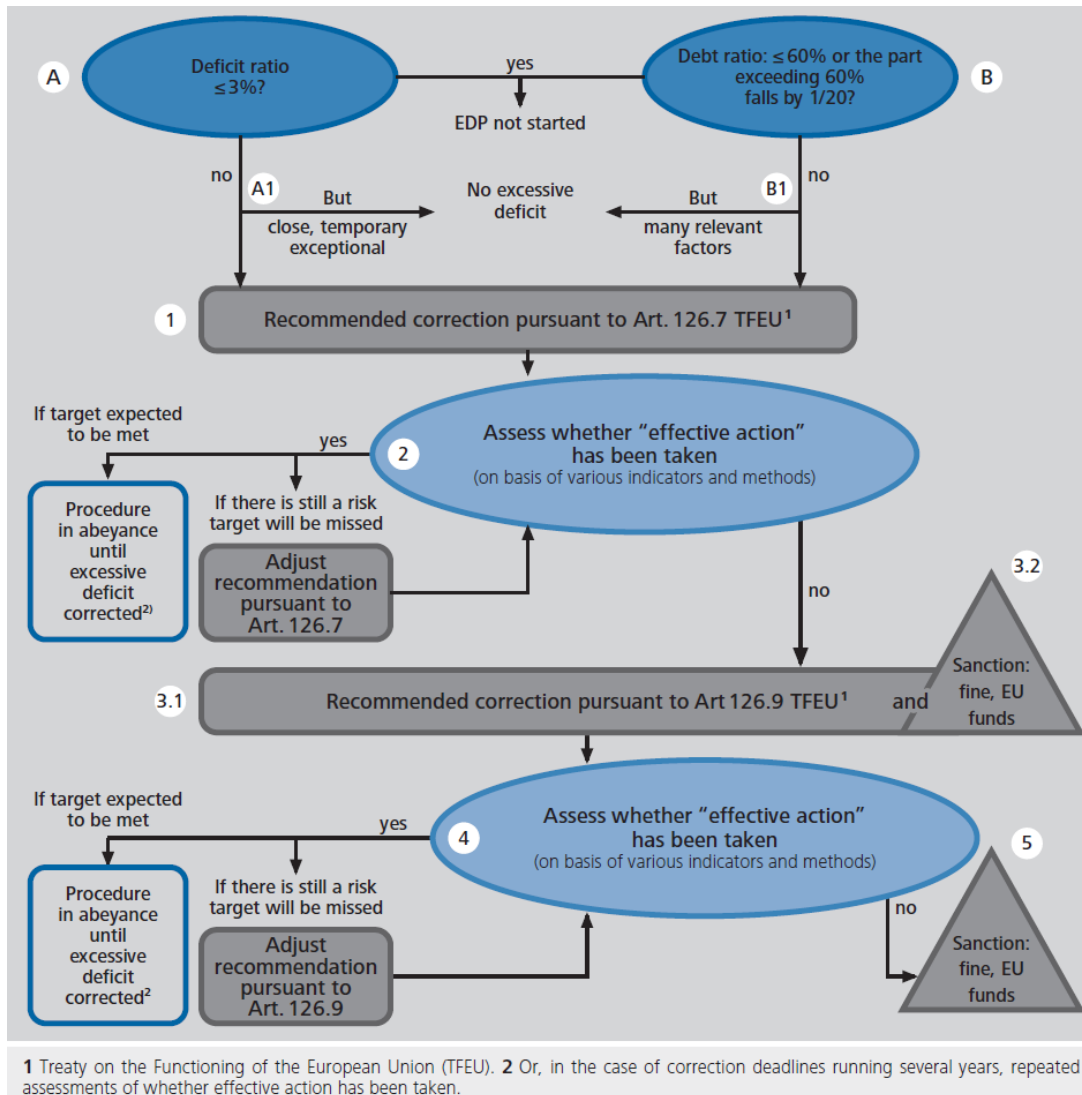 A
Deficit ratio
≤3%?
yes
EDP not started
Debt ratio: ≤60% or the part
exceeding 60%
falls by 1/20?
B
no
A1
But
close, temporary
exceptional
No excessive
deficit
B1
no
But
many relevant
factors
1
Recommended correction pursuant to Art. 126.7 TFEU¹
If target expected
to be met
yes
2
Assess whether “effective action”
has been taken
(on basis of various indicators and methods)
Procedure
in abeyance
until
excessive
deficit
corrected²⁾
If there is still a risk
target will be missed
Adjust
recommendation
pursuant to
Art. 126.7
no
3.2
Sanction:
fine, EU
funds
3.1
Recommended correction pursuant to Art 126.9 TFEU¹ and
If target expected
to be met
yes
4
Assess whether “effective action”
has been taken
(on basis of various indicators and methods)
Procedure
in abeyance
until
excessive
deficit
corrected²
If there is still a risk
target will be missed
Adjust
recommendation
pursuant to
Art. 126.9
no
5
Sanction:
fine, EU
funds
1 Treaty on the Functioning of the European Union (TFEU). 2 Or, in the case of correction deadlines running several years, repeated
assessments of whether effective action has been taken.